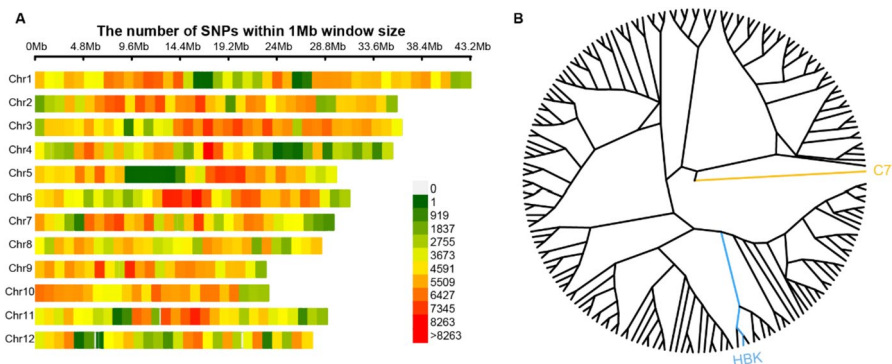 A
The number of SNPs within 1Mb window size
0Mb 4.8Mb 9.6Mb 14.4Mb 19.2Mb 24Mb 28.8Mb 33.6Mb 38.4Mb 43.2Mb
Chr1
Chr2
Chr3
Chr4
Chr5
Chr6
Chr7
Chr8
Chr9
Chr10
Chr11
Chr12
0
1
919
1837
2755
3673
4591
5509
6427
7345
8263
>8263
B
C7
HBK